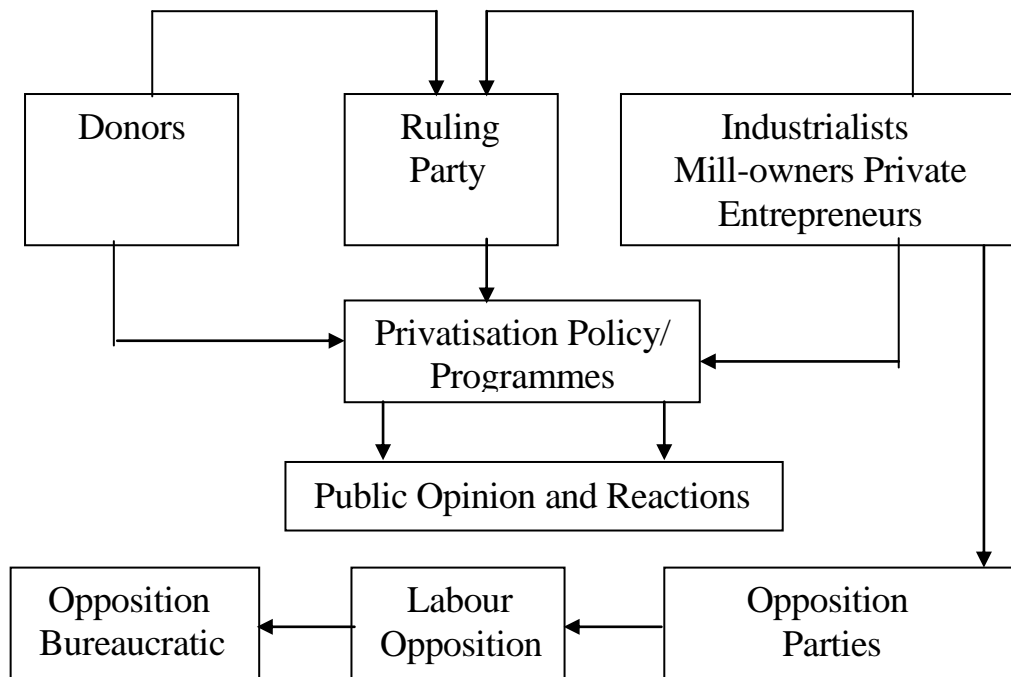 Donors
Ruling
Party
Industrialists
Mill-owners Private
Entrepreneurs
Privatisation Policy/
Programmes
Public Opinion and Reactions
Opposition
Bureaucratic
Labour
Opposition
Opposition
Parties